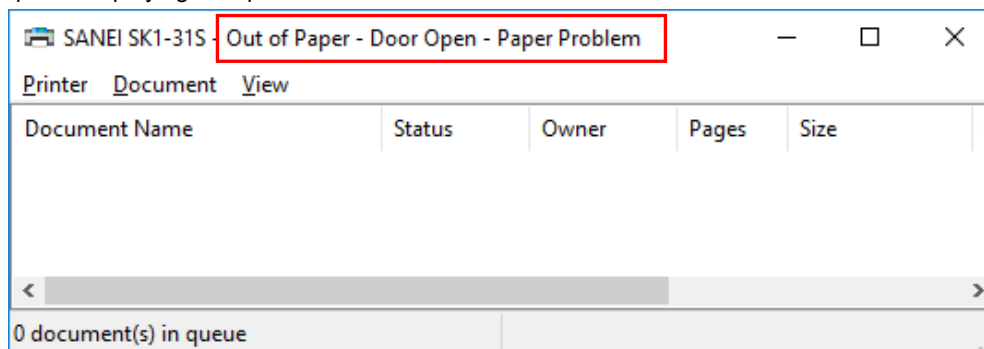 SANEI SK1-31S - Out of Paper - Door Open - Paper Problem
Printer Document View
Document Name Status Owner Pages Size
0 document(s) in queue